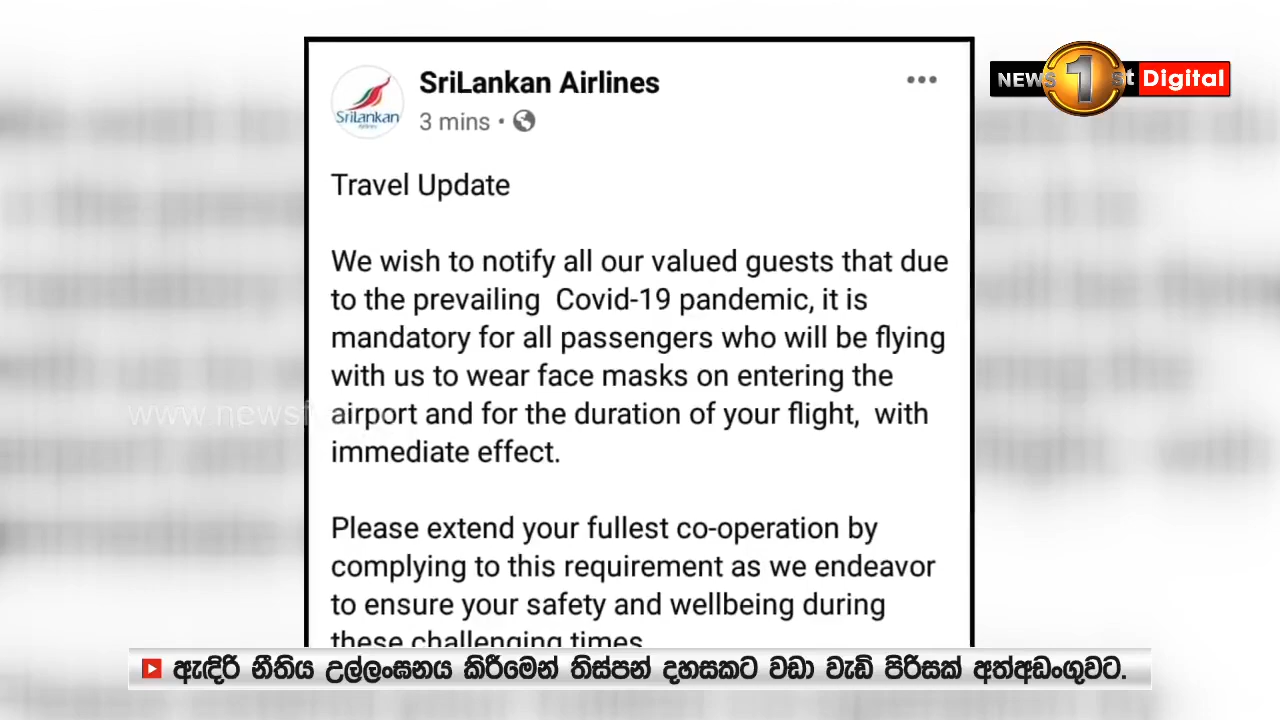 NEWS 1st Digital
SriLankan Airlines
SriLankan
Airlines
3 mins •
Travel Update
We wish to notify all our valued guests that due
to the prevailing Covid-19 pandemic, it is
mandatory for all passengers who will be flying
with us to wear face masks on entering the
airport and for the duration of your flight, with
immediate effect.
Please extend your fullest co-operation by
complying to this requirement as we endeavor
to ensure your safety and wellbeing during
these challenging times
ඇඳිරි නීතිය උල්ලංඝනය කිරීමෙන් තිස්පන් දහසකට වඩා වැඩි පිරිසක් අත්අඩංගුවට.